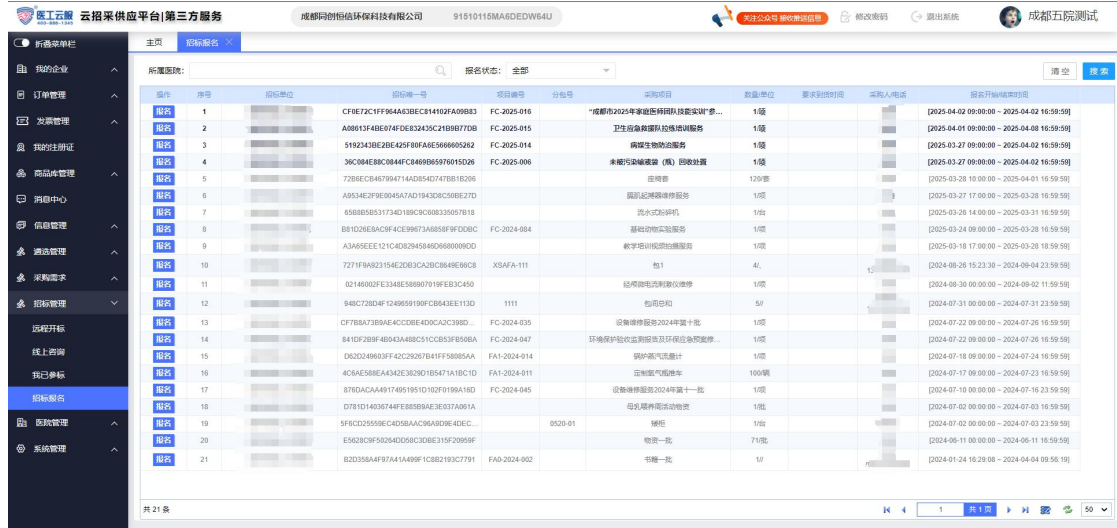 医工云服 云招采供应平台|第三方服务 成都同创恒信环保科技有限公司 91510115MA6DEDW64U 关注公众号 接收推送信息 修改密码 退出系统 成都五院测试
400-888-1345
折叠菜单栏 主页 招标报名
我的企业
订单管理
发票管理
我的注册证
商品库管理
消息中心
信息管理
遴选管理
采购需求
招标管理
远程开标
线上咨询
我已参标
招标报名
医院管理
系统管理
所属医院: 报名状态: 全部 清空 搜索
操作 序号 招标单位 招标唯一号 项目编号 分包号 采购项目 数量/单位 要求到货时间 采购人/电话 报名开始/结束时间
报名 1 CF0E72C1FF964A63BEC814102FA09B83 FC-2025-016 “成都市2025年家庭医师团队技能实训”参... 1/项 [2025-04-02 09:00:00 ~ 2025-04-02 16:59:59]
报名 2 A08613F4BE074FDE832435C21B9B77DB FC-2025-015 卫生应急救援队拉练培训服务 1/项 [2025-04-01 09:00:00 ~ 2025-04-08 16:59:59]
报名 3 5192343BE2BE425F80FA6E5666605262 FC-2025-014 病媒生物防治服务 1/项 [2025-03-27 09:00:00 ~ 2025-04-02 16:59:59]
报名 4 36C084E88C0844FC8469B65976015D26 FC-2025-006 未被污染输液袋（瓶）回收处置 1/项 [2025-03-27 09:00:00 ~ 2025-04-02 16:59:59]
报名 5 72B6ECB467994714AD854D747BB1B206 座椅套 120/套 [2025-03-28 10:00:00 ~ 2025-04-01 16:59:59]
报名 6 A9534E2F9E0045A7AD1943D8C50BE27D 膈肌起搏器维修服务 1/项 [2025-03-27 17:00:00 ~ 2025-03-28 16:59:59]
报名 7 65B8B5B531734D189C9C608335057B18 流水式粉碎机 1/台 [2025-03-26 14:00:00 ~ 2025-03-31 16:59:59]
报名 8 B81D26E8AC9F4CE99673A6858F9FDDBC FC-2024-084 基础动物实验服务 1/项 [2025-03-24 09:00:00 ~ 2025-03-28 16:59:59]
报名 9 A3A65EEE121C4D82945846D6680009DD 教学培训视频拍摄服务 1/项 [2025-03-18 17:00:00 ~ 2025-03-28 18:59:59]
报名 10 7271F9A923154E2DB3CA2BC8649E66C8 XSAFA-111 包1 4/. [2024-08-26 15:23:30 ~ 2024-09-04 23:59:59]
报名 11 02146002FE3348E586907019FEB3C450 经颅微电流刺激仪维修 1/项 [2024-08-30 00:00:00 ~ 2024-09-02 11:59:59]
报名 12 948C728D4F1249659190FCB643EE113D 1111 包间总和 5// [2024-07-31 00:00:00 ~ 2024-07-31 23:59:59]
报名 13 CF7B8A73B9AE4CCDBE4D0CA2C398D... FC-2024-035 设备维修服务2024年第十批 1/项 [2024-07-22 09:00:00 ~ 2024-07-26 16:59:59]
报名 14 841DF2B9F4B043A488C51CCB53FB50BA FC-2024-047 环境保护验收监测报告及环保应急预案修... 1/项 [2024-07-22 09:00:00 ~ 2024-07-26 16:59:59]
报名 15 D62D249603FF42C29267B41FF58085AA FA1-2024-014 锅炉蒸汽流量计 1/项 [2024-07-18 09:00:00 ~ 2024-07-24 16:59:59]
报名 16 4C6AE588EA4342E3829D1B5471A1BC1D FA1-2024-011 定制氧气瓶推车 100/辆 [2024-07-17 09:00:00 ~ 2024-07-23 16:59:59]
报名 17 876DACAA49174951951D102F0199A16D FC-2024-045 设备维修服务2024年第十一批 1/项 [2024-07-10 00:00:00 ~ 2024-07-16 23:59:59]
报名 18 D781D14036744FE885B9AE3E037A061A 母乳喂养周活动物资 1/批 [2024-07-02 00:00:00 ~ 2024-07-03 16:59:59]
报名 19 5F6CD25559EC4D5BAAC96A9D9E4DEC... 0520-01 矮柜 1/台 [2024-07-02 00:00:00 ~ 2024-07-03 23:59:59]
报名 20 E5628C9F50264DD58C3DBE315F20959F 物资一批 71/批 [2024-06-11 00:00:00 ~ 2024-06-11 16:59:59]
报名 21 B2D358A4F97A41A499F1C8B2193C7791 FA0-2024-002 书籍一批 1// [2024-01-24 16:29:08 ~ 2024-04-04 09:56:19]
共 21 条 1 共 1 页 50